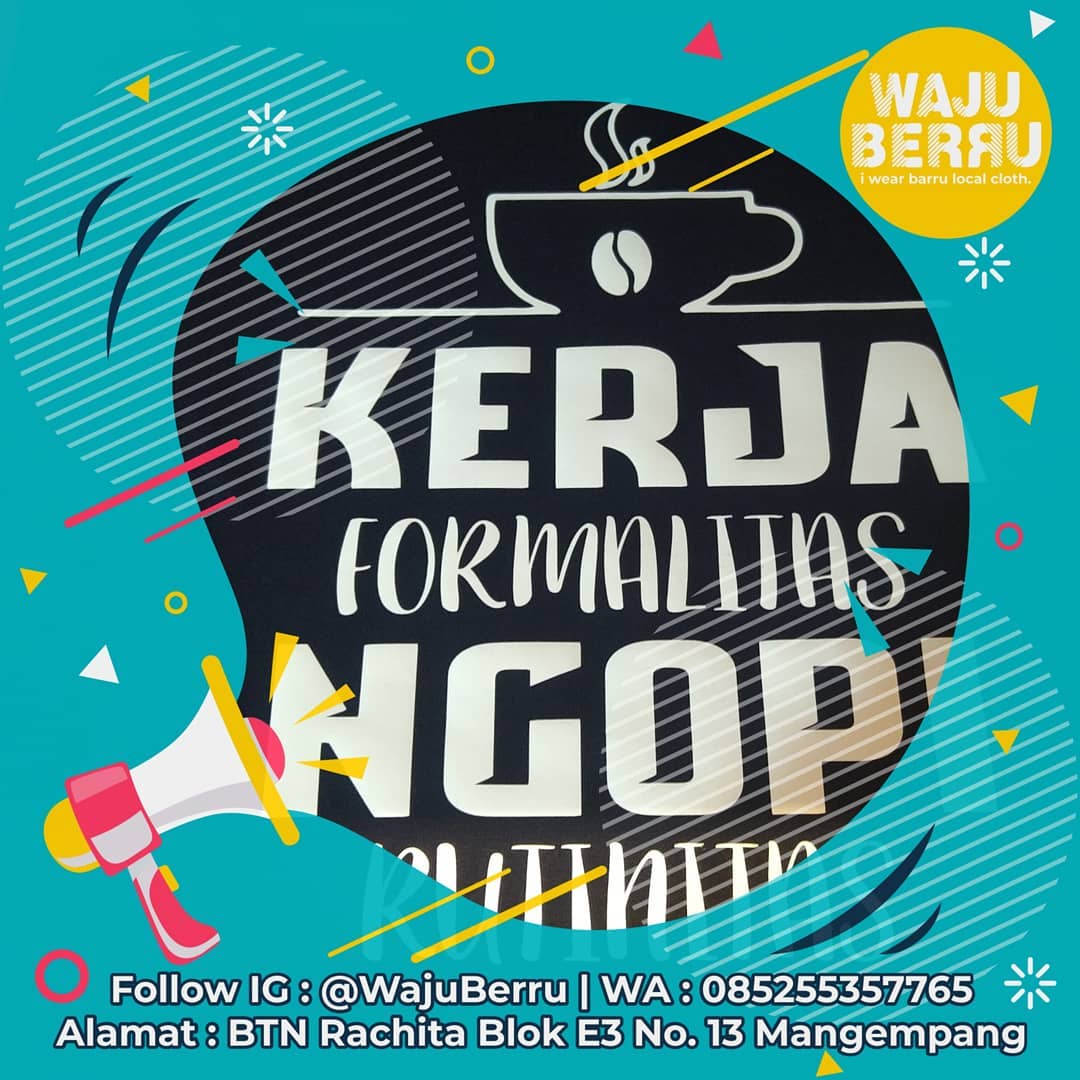 WAJU
BERRU
i wear barru local cloth.
KERJA
FORMALITAS
NGOPI
RUTINITAS
Follow IG : @WajuBerru | WA : 085255357765
Alamat : BTN Rachita Blok E3 No. 13 Mangempang